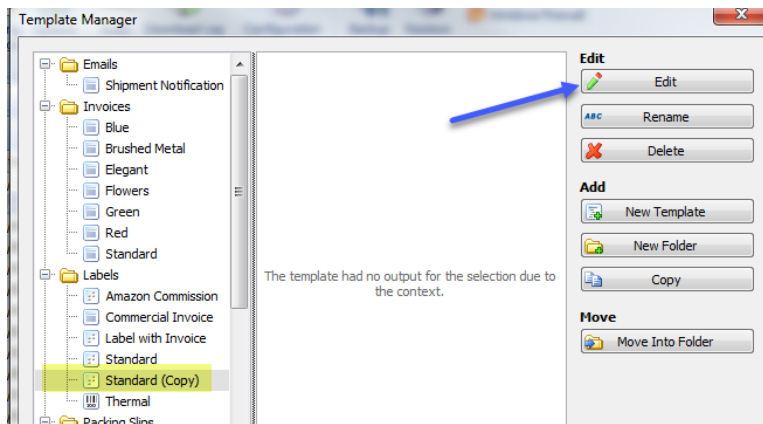 Template Manager
Emails
Shipment Notification
Invoices
Blue
Brushed Metal
Elegant
Flowers
Green
Red
Standard
Labels
Amazon Commission
Commercial Invoice
Label with Invoice
Standard
Standard (Copy)
Thermal
Packing Slips
The template had no output for the selection due to
the context.
Edit
Edit
ABC Rename
Delete
Add
New Template
New Folder
Copy
Move
Move Into Folder